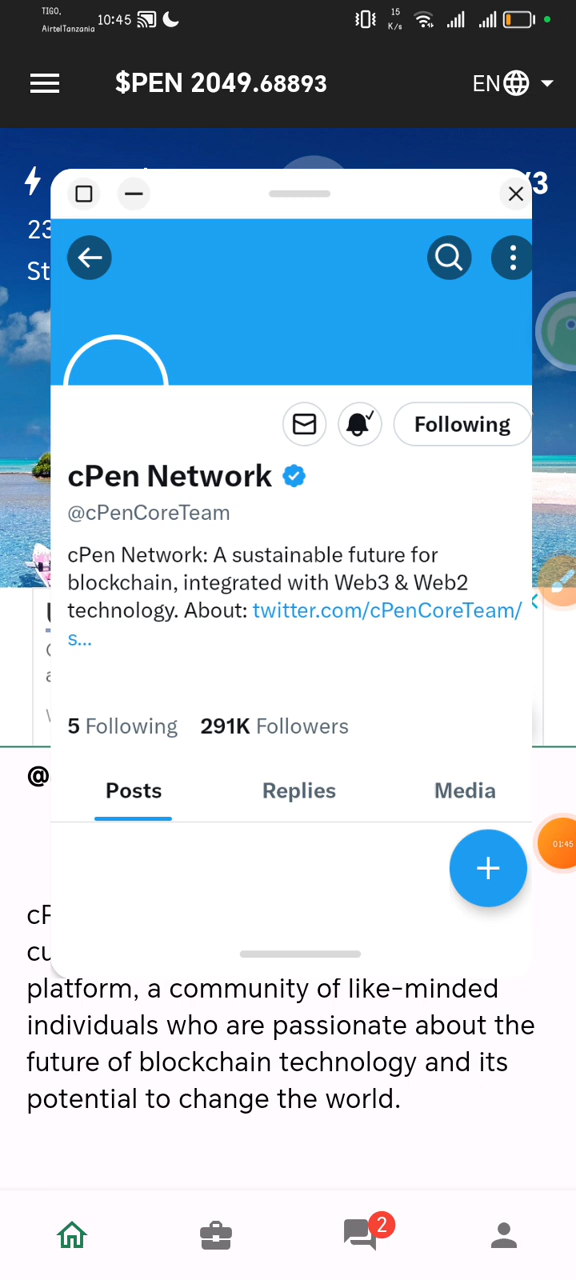 TIGO,
AirtelTanzania 10:45
15
K/s
$PEN 2049.68893
EN
/3
23
St
cPen Network
@cPenCoreTeam
Following
cPen Network: A sustainable future for
blockchain, integrated with Web3 & Web2
technology. About: twitter.com/cPenCoreTeam/
s...
5 Following 291K Followers
@
Posts Replies Media
01:45
cP
cu
platform, a community of like-minded
individuals who are passionate about the
future of blockchain technology and its
potential to change the world.
2